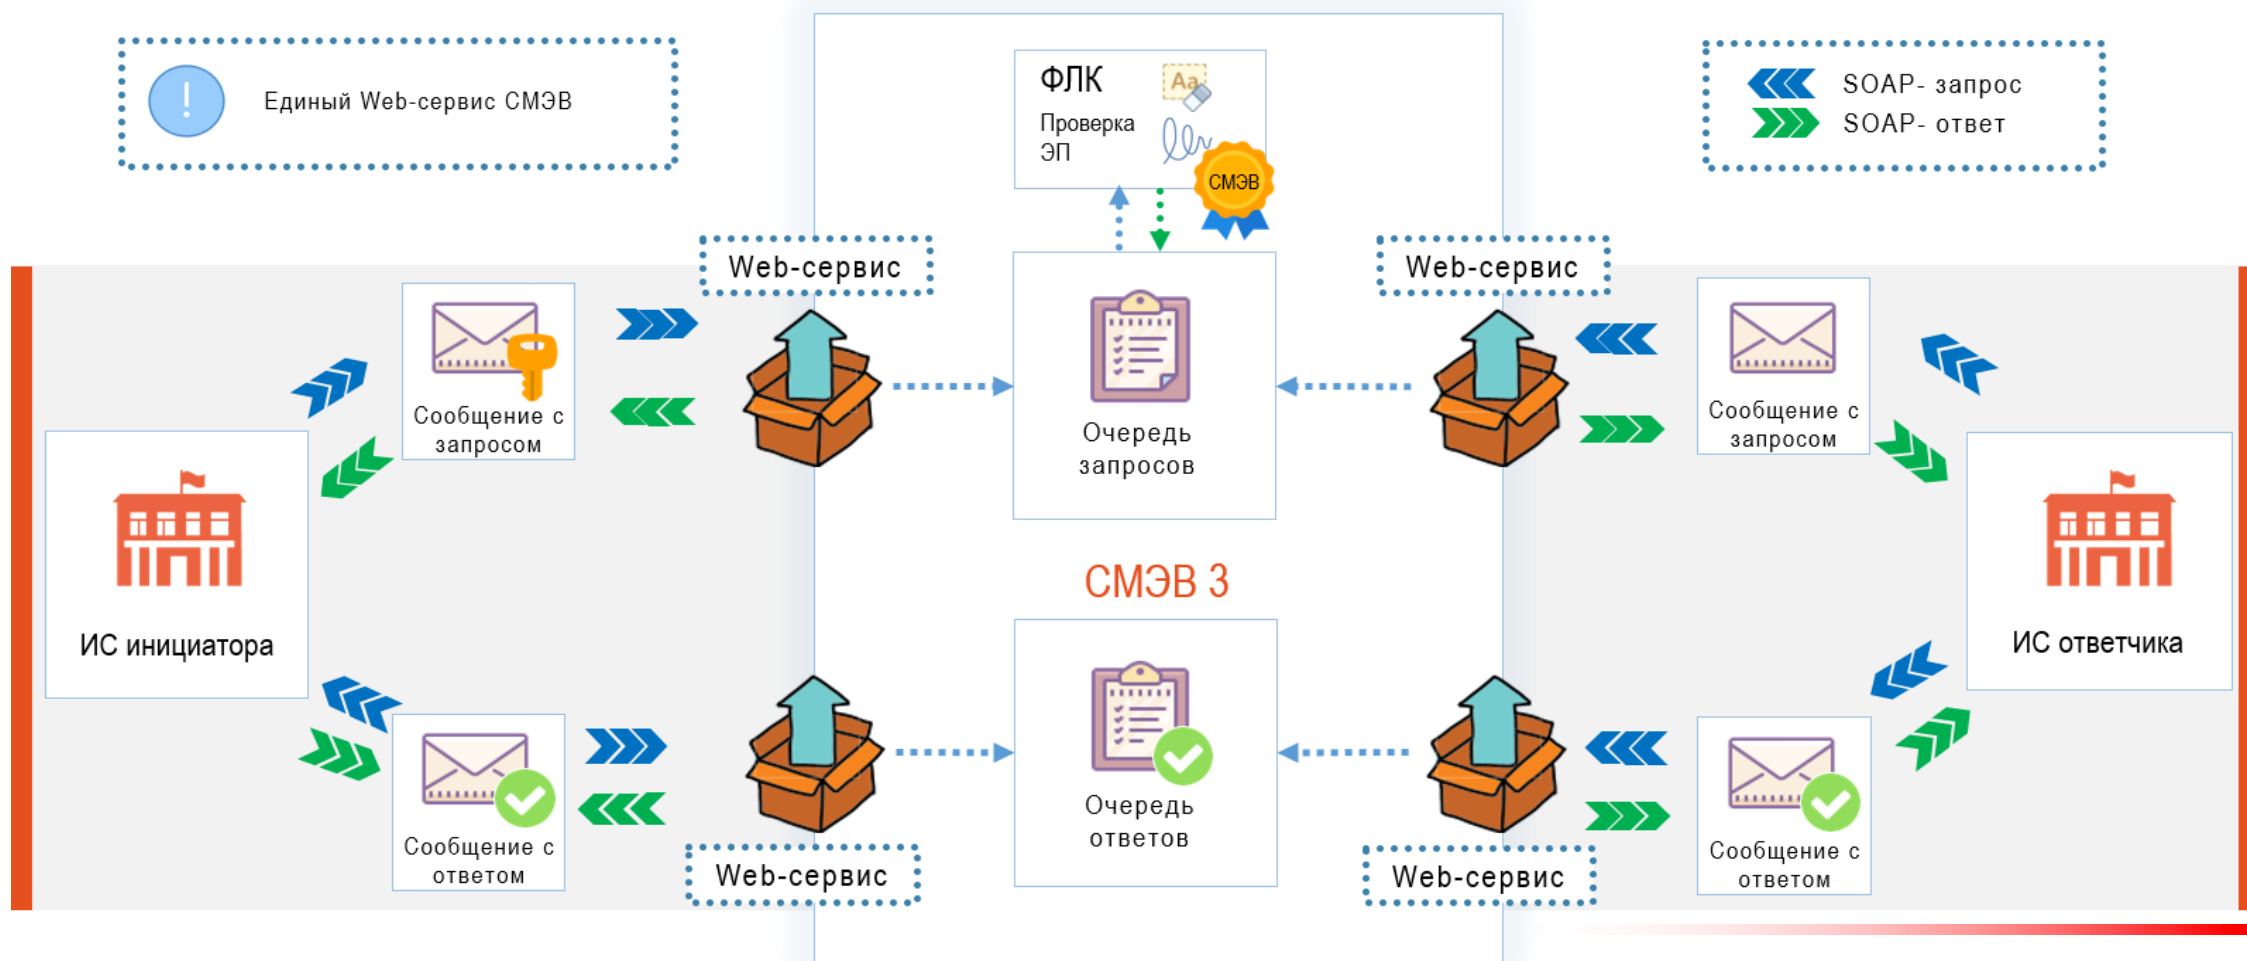 Единый Web-сервис СМЭВ
ФЛК
Aa
Проверка
ЭП
СМЭВ
SOAP- запрос
SOAP- ответ
Web-сервис
Web-сервис
Сообщение с
запросом
Очередь
запросов
Сообщение с
запросом
ИС инициатора
СМЭВ 3
ИС ответчика
Сообщение с
ответом
Очередь
ответов
Сообщение с
ответом
Web-сервис
Web-сервис